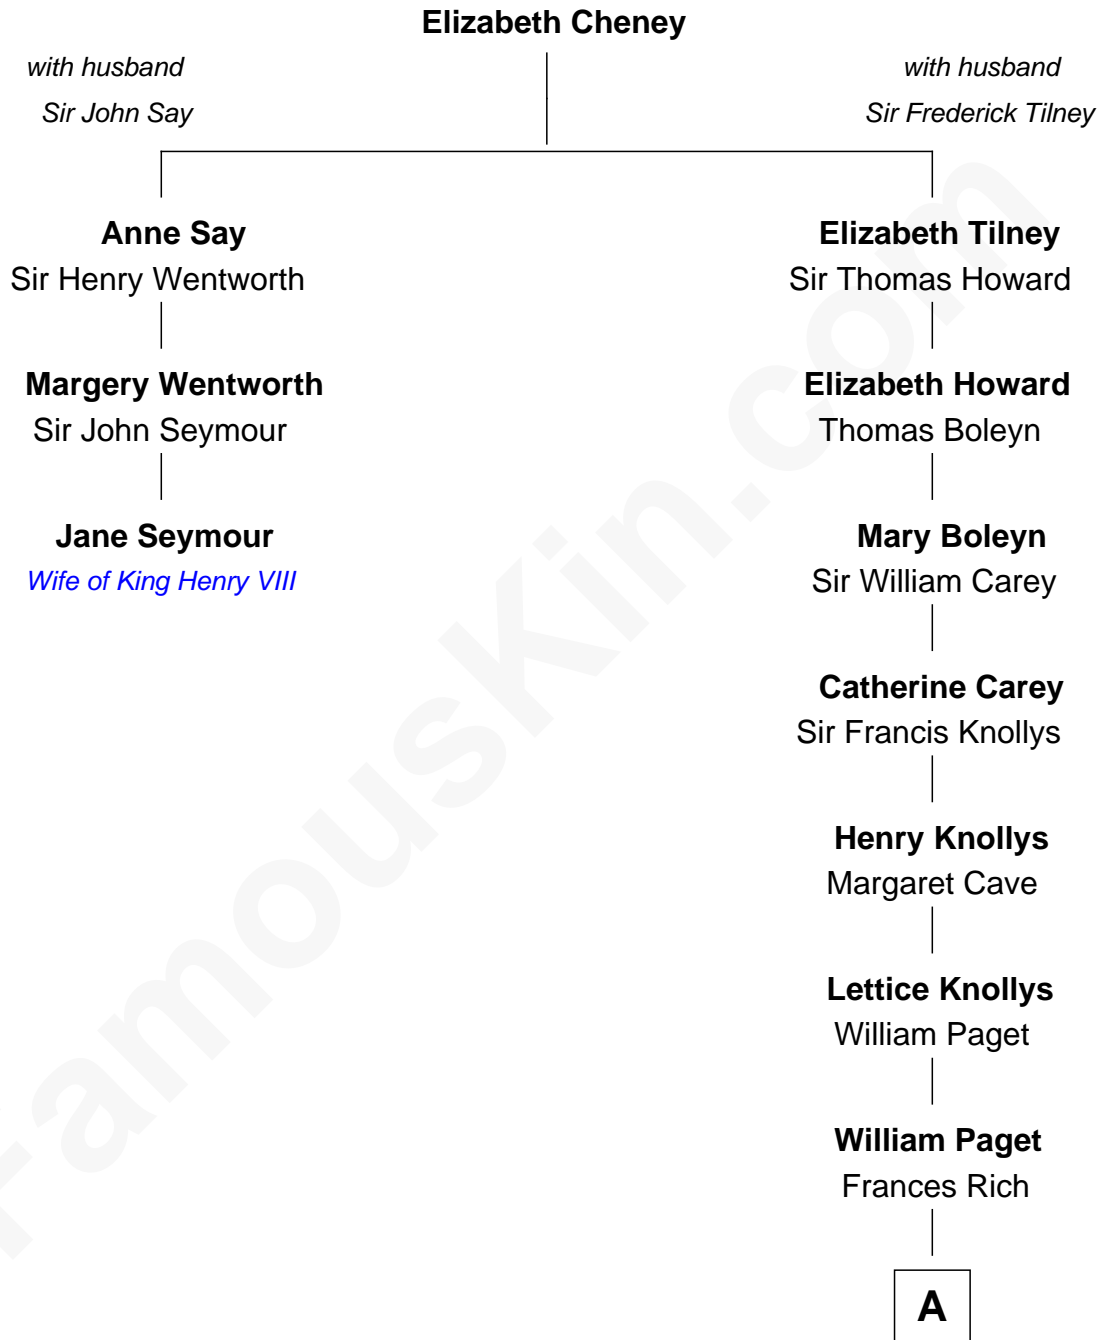 Elizabeth Cheney
with husband
Sir John Say
with husband
Sir Frederick Tilney
Anne Say
Sir Henry Wentworth
Elizabeth Tilney
Sir Thomas Howard
Margery Wentworth
Sir John Seymour
Elizabeth Howard
Thomas Boleyn
Jane Seymour
Wife of King Henry VIII
Mary Boleyn
Sir William Carey
Catherine Carey
Sir Francis Knollys
Henry Knollys
Margaret Cave
Lettice Knollys
William Paget
William Paget
Frances Rich
A
FamousKin.com